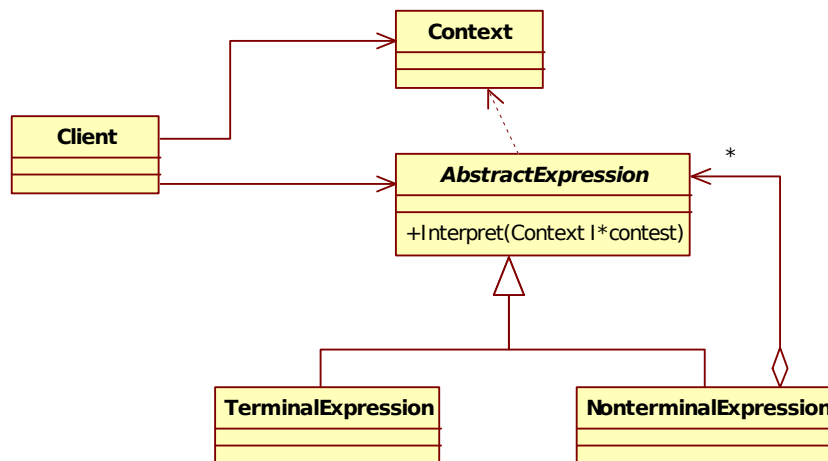 Context
Client
AbstractExpression
*
+Interpret(Context I*contest)
TerminalExpression
NonterminalExpression